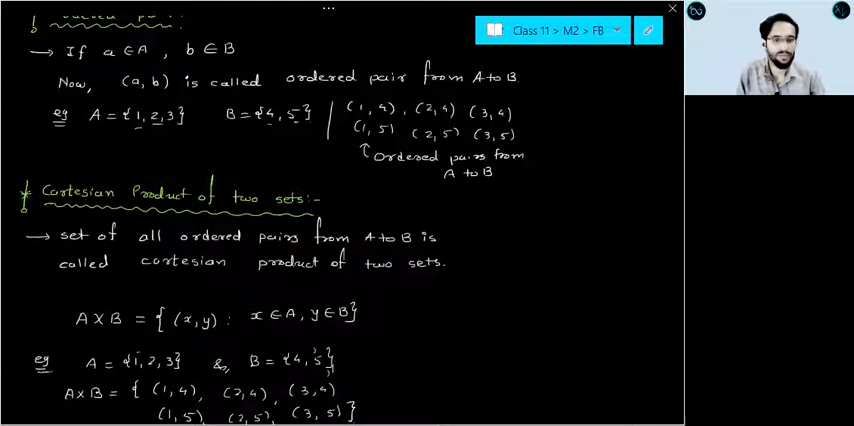 → If a ∈ A , b ∈ B
Now, (a, b) is called ordered pair from A to B.
eg A = {1, 2, 3} B = {4, 5} | (1, 4) , (2, 4) (3, 4)
(1, 5) (2, 5) (3, 5)
↑ Ordered pairs from
A to B
* Cartesian Product of two sets:-
→ set of all ordered pairs from A to B is
called cartesian product of two sets.
A X B = { (x, y) : x ∈ A, y ∈ B}
eg A = {1, 2, 3} & B = {4, 5}
A X B = { (1, 4), (2, 4), (3, 4)
(1, 5), (2, 5), (3, 5) }
Class 11 > M2 > FB